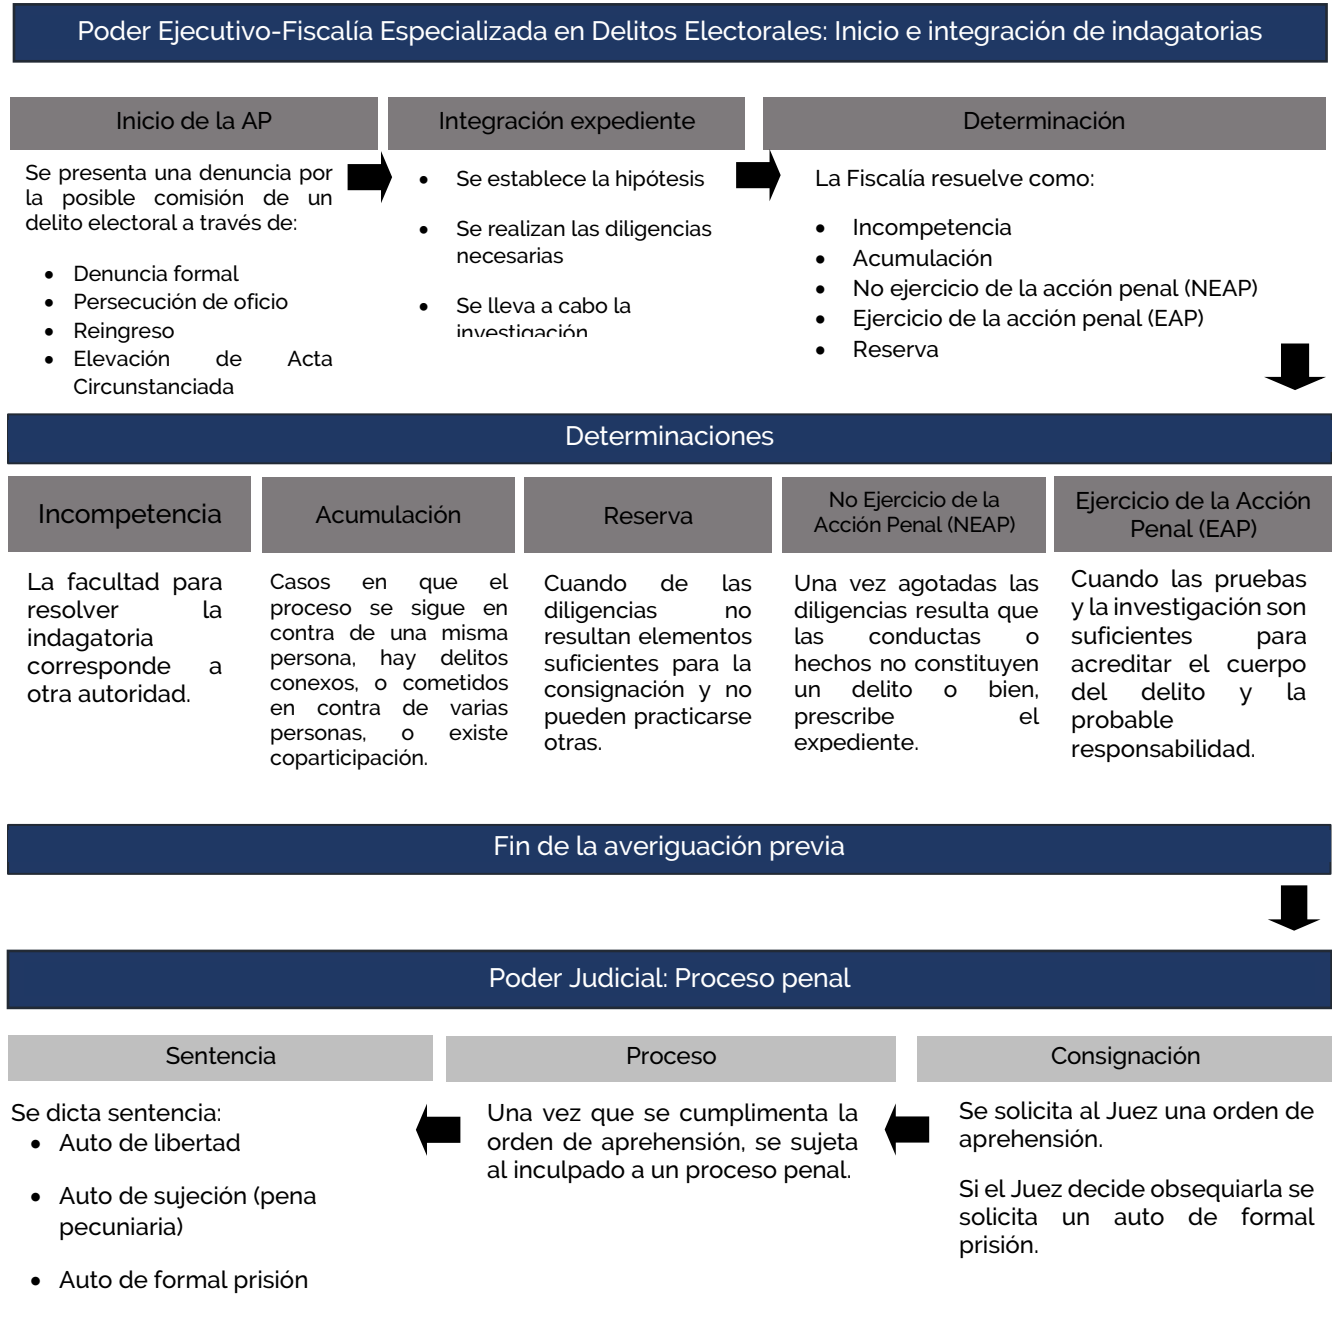 Poder Ejecutivo-Fiscalía Especializada en Delitos Electorales: Inicio e integración de indagatorias
Inicio de la AP
Se presenta una denuncia por
la posible comisión de un
delito electoral a través de:
• Denuncia formal
• Persecución de oficio
• Reingreso
• Elevación de Acta
Circunstanciada
Integración expediente
• Se establece la hipótesis
• Se realizan las diligencias
necesarias
• Se lleva a cabo la
investigación
Determinación
La Fiscalía resuelve como:
• Incompetencia
• Acumulación
• No ejercicio de la acción penal (NEAP)
• Ejercicio de la acción penal (EAP)
• Reserva
Determinaciones
Incompetencia
La facultad para
resolver la
indagatoria
corresponde a
otra autoridad.
Acumulación
Casos en que el
proceso se sigue en
contra de una misma
persona, hay delitos
conexos, o cometidos
en contra de varias
personas, o existe
coparticipación.
Reserva
Cuando de las
diligencias no
resultan elementos
suficientes para la
consignación y no
pueden practicarse
otras.
No Ejercicio de la
Acción Penal (NEAP)
Una vez agotadas las
diligencias resulta que
las conductas o
hechos no constituyen
un delito o bien,
prescribe el
expediente.
Ejercicio de la Acción
Penal (EAP)
Cuando las pruebas
y la investigación son
suficientes para
acreditar el cuerpo
del delito y la
probable
responsabilidad.
Fin de la averiguación previa
Poder Judicial: Proceso penal
Sentencia
Se dicta sentencia:
• Auto de libertad
• Auto de sujeción (pena
pecuniaria)
• Auto de formal prisión
Proceso
Una vez que se cumplimenta la
orden de aprehensión, se sujeta
al inculpado a un proceso penal.
Consignación
Se solicita al Juez una orden de
aprehensión.
Si el Juez decide obsequiarla se
solicita un auto de formal
prisión.